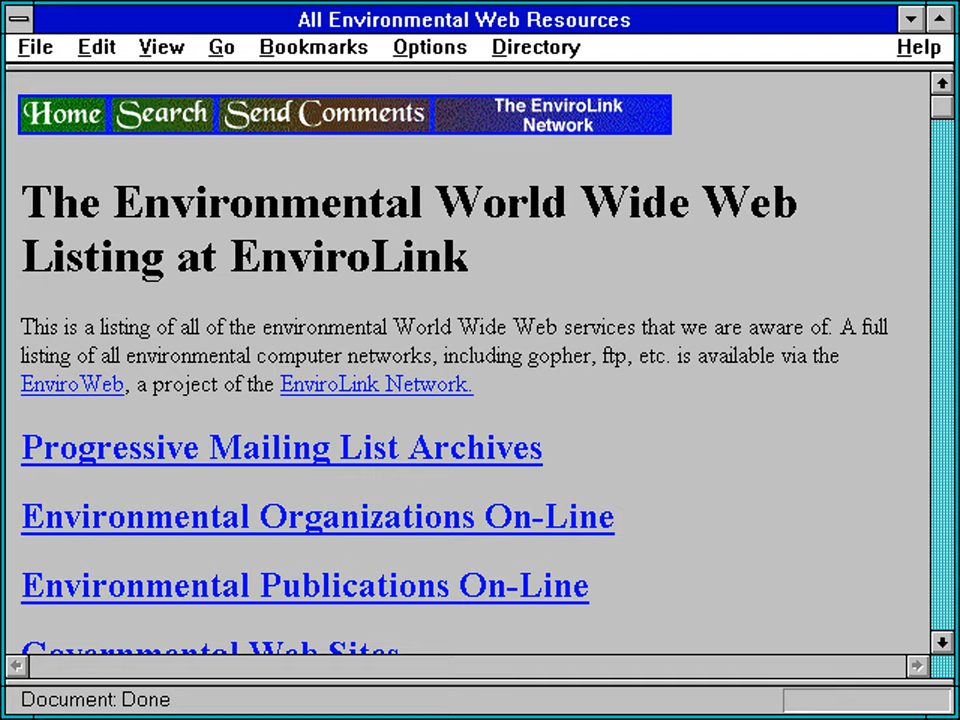 All Environmental Web Resources
File Edit View Go Bookmarks Options Directory Help
Home Search Send Comments The EnviroLink
Network
The Environmental World Wide Web
Listing at EnviroLink
This is a listing of all of the environmental World Wide Web services that we are aware of. A full
listing of all environmental computer networks, including gopher, ftp, etc. is available via the
EnviroWeb, a project of the EnviroLink Network.
Progressive Mailing List Archives
Environmental Organizations On-Line
Environmental Publications On-Line
Governmental Web Sites
Document: Done